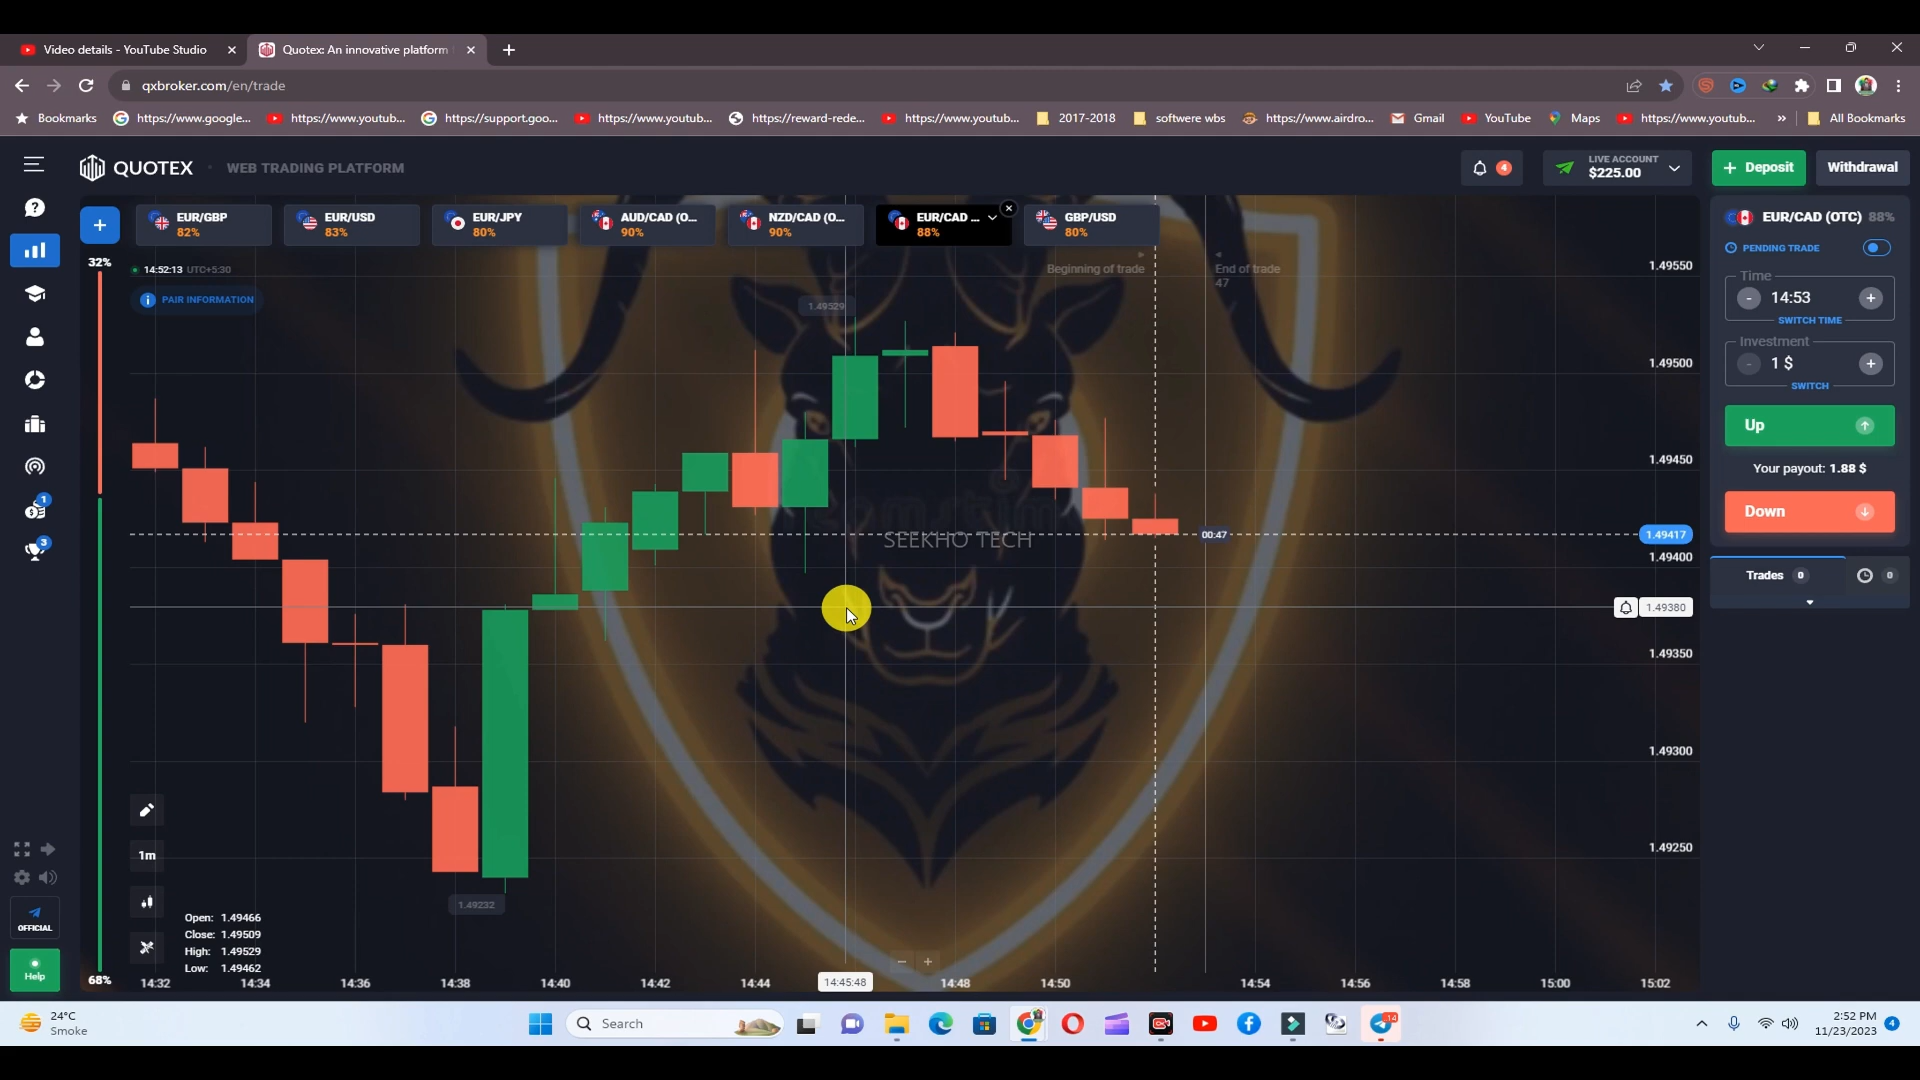 Video details - YouTube Studio
Quotex: An innovative platform
qxbroker.com/en/trade
Bookmarks
https://www.google...
https://www.youtub...
https://support.goo...
https://www.youtub...
https://reward-rede...
https://www.youtub...
2017-2018
softwere wbs
https://www.airdro...
Gmail
YouTube
Maps
https://www.youtub...
»
All Bookmarks
QUOTEX
WEB TRADING PLATFORM
4
LIVE ACCOUNT
$225.00
+ Deposit
Withdrawal
+
EUR/GBP
82%
EUR/USD
83%
EUR/JPY
80%
AUD/CAD (O...
90%
NZD/CAD (O...
90%
EUR/CAD ...
88%
GBP/USD
80%
32%
14:52:13 UTC+5:30
PAIR INFORMATION
Beginning of trade
End of trade
47
1.49529
1.49550
1.49500
1.49450
1.49417
1.49400
1.49380
1.49350
1.49300
1.49250
00:47
SEEKHO TECH
1.49232
EUR/CAD (OTC) 88%
PENDING TRADE
Time
- 14:53 +
SWITCH TIME
Investment
- 1 $ +
SWITCH
Up
Your payout: 1.88 $
Down
Trades 0
0
1
3
1m
Open: 1.49466
Close: 1.49509
High: 1.49529
Low: 1.49462
OFFICIAL
Help
68%
14:32
14:34
14:36
14:38
14:40
14:42
14:44
14:45:48
14:48
14:50
14:54
14:56
14:58
15:00
15:02
24°C
Smoke
Search
14
2:52 PM
11/23/2023
4